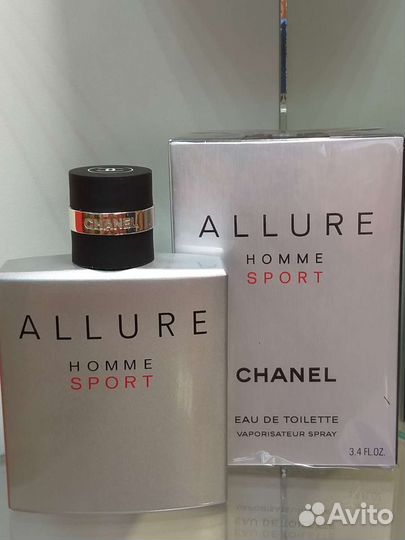 CHANEL
ALLURE
HOMME
SPORT
ALLURE
HOMME
SPORT
CHANEL
EAU DE TOILETTE
VAPORISATEUR SPRAY
3.4 FL.OZ.
Avito